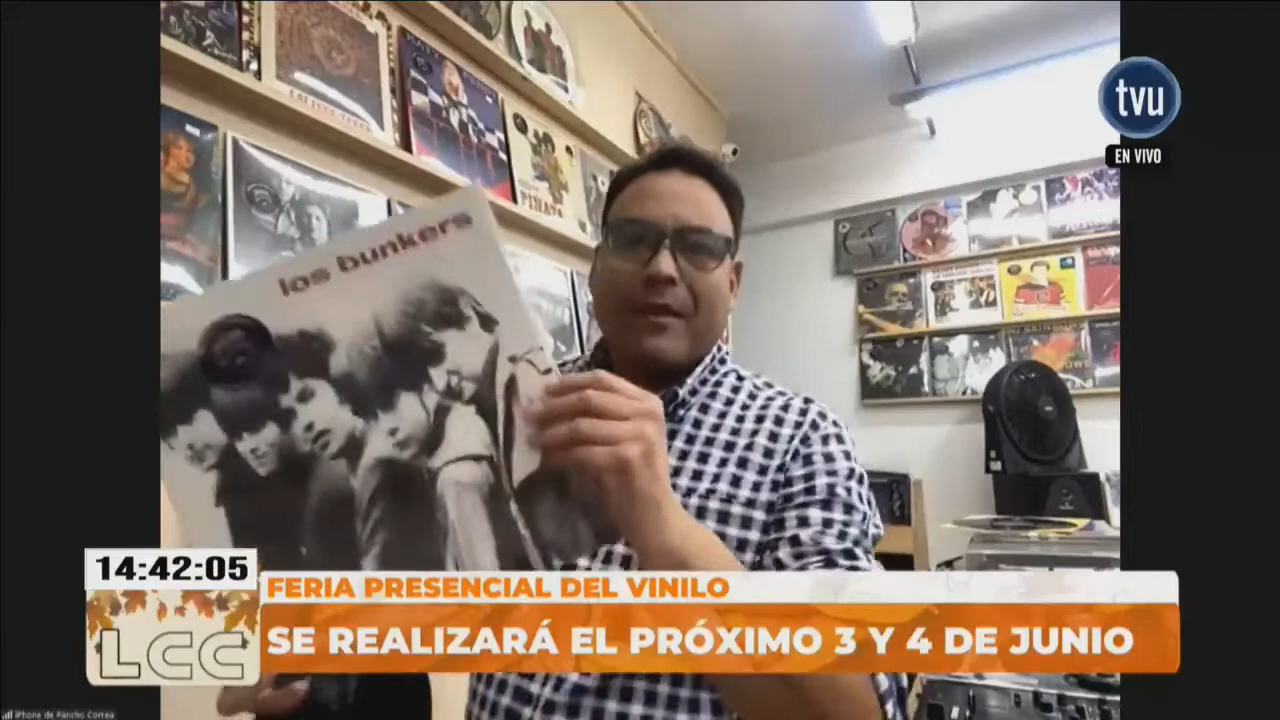 tvu
EN VIVO
los bunkers
PIÑATA
14:42:05
FERIA PRESENCIAL DEL VINILO
LCC
SE REALIZARÁ EL PRÓXIMO 3 Y 4 DE JUNIO
iPhone de Pancho Correa